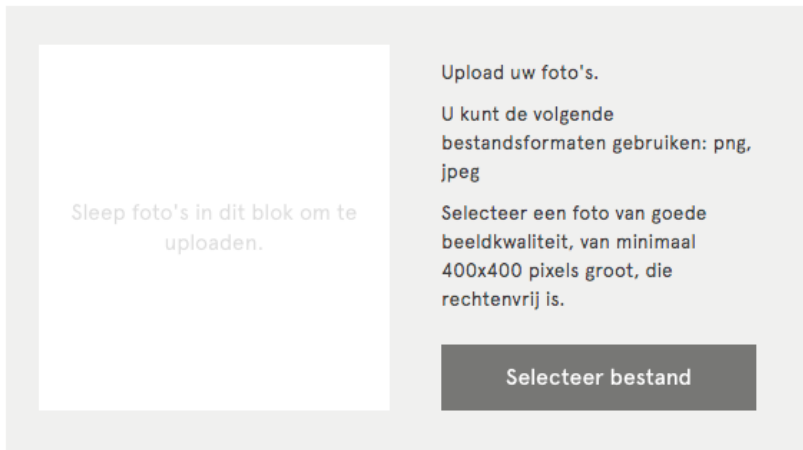 Sleep foto's in dit blok om te
uploaden.
Upload uw foto's.
U kunt de volgende
bestandsformaten gebruiken: png,
jpeg
Selecteer een foto van goede
beeldkwaliteit, van minimaal
400x400 pixels groot, die
rechtenvrij is.
Selecteer bestand